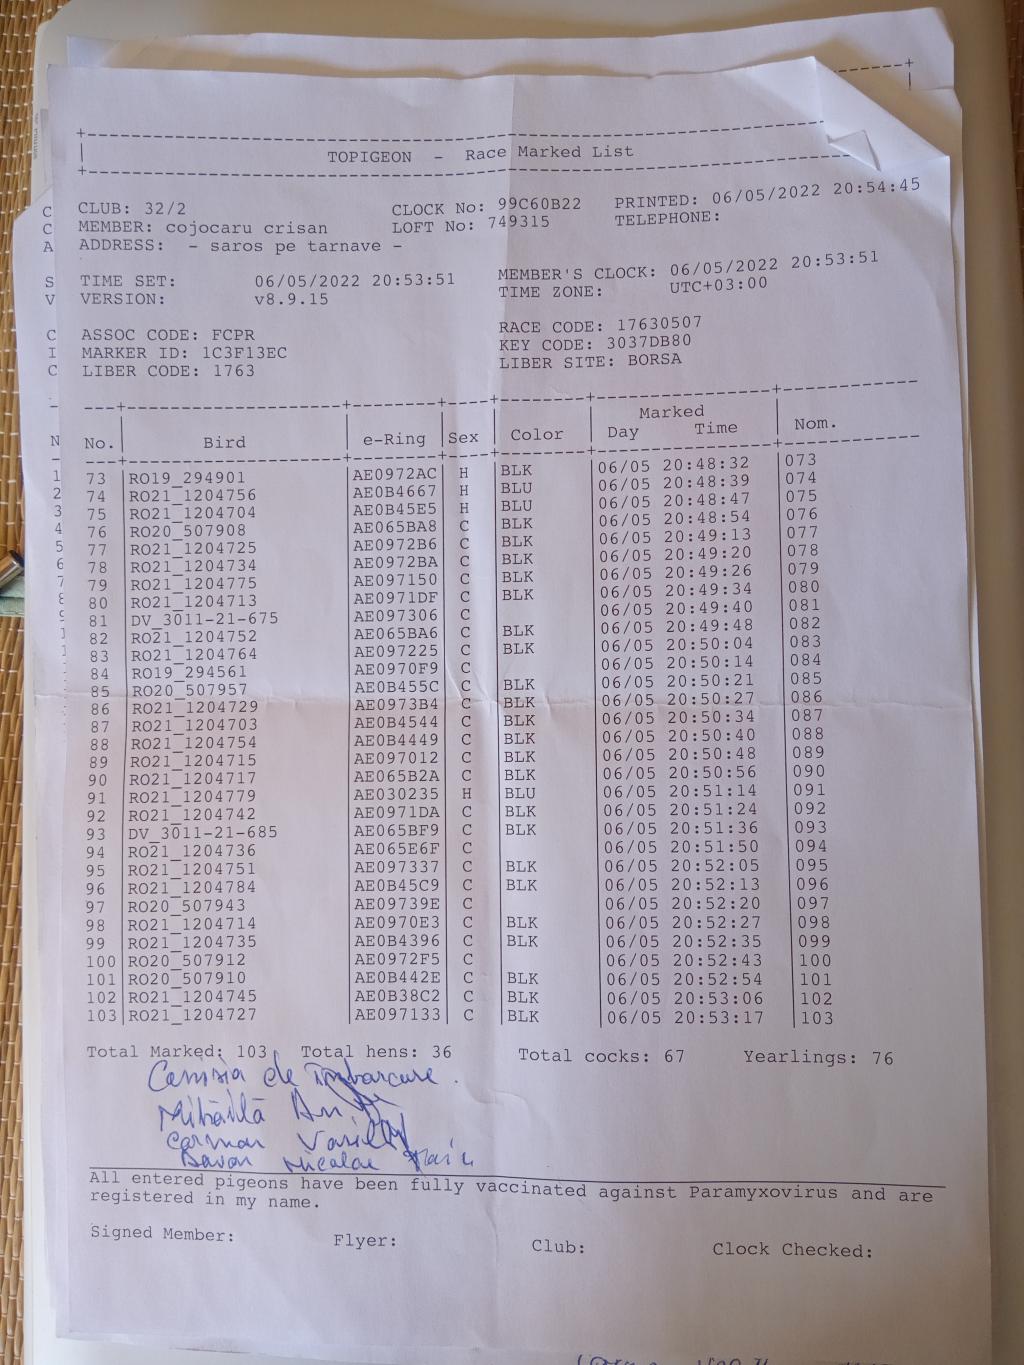 TOPIGEON - Race Marked List
CLUB: 32/2 CLOCK No: 99C60B22 PRINTED: 06/05/2022 20:54:45
MEMBER: cojocaru crisan LOFT No: 749315 TELEPHONE:
ADDRESS: - saros pe tarnave -
TIME SET: 06/05/2022 20:53:51 MEMBER'S CLOCK: 06/05/2022 20:53:51
VERSION: v8.9.15 TIME ZONE: UTC+03:00
ASSOC CODE: FCPR RACE CODE: 17630507
MARKER ID: 1C3F13EC KEY CODE: 3037DB80
LIBER CODE: 1763 LIBER SITE: BORSA
Marked
No. Bird e-Ring Sex Color Day Time Nom.
73 RO19_294901 AE0972AC H BLK 06/05 20:48:32 073
74 RO21_1204756 AE0B4667 H BLU 06/05 20:48:39 074
75 RO21_1204704 AE0B45E5 H BLU 06/05 20:48:47 075
76 RO20_507908 AE065BA8 C BLK 06/05 20:48:54 076
77 RO21_1204725 AE0972B6 C BLK 06/05 20:49:13 077
78 RO21_1204734 AE0972BA C BLK 06/05 20:49:20 078
79 RO21_1204775 AE097150 C BLK 06/05 20:49:26 079
80 RO21_1204713 AE0971DF C BLK 06/05 20:49:34 080
81 DV_3011-21-675 AE097306 C 06/05 20:49:40 081
82 RO21_1204752 AE065BA6 C BLK 06/05 20:49:48 082
83 RO21_1204764 AE097225 C BLK 06/05 20:50:04 083
84 RO19_294561 AE0970F9 C 06/05 20:50:14 084
85 RO20_507957 AE0B455C C BLK 06/05 20:50:21 085
86 RO21_1204729 AE0973B4 C BLK 06/05 20:50:27 086
87 RO21_1204703 AE0B4544 C BLK 06/05 20:50:34 087
88 RO21_1204754 AE0B4449 C BLK 06/05 20:50:40 088
89 RO21_1204715 AE097012 C BLK 06/05 20:50:48 089
90 RO21_1204717 AE065B2A C BLK 06/05 20:50:56 090
91 RO21_1204779 AE030235 H BLU 06/05 20:51:14 091
92 RO21_1204742 AE0971DA C BLK 06/05 20:51:24 092
93 DV_3011-21-685 AE065BF9 C BLK 06/05 20:51:36 093
94 RO21_1204736 AE065E6F C 06/05 20:51:50 094
95 RO21_1204751 AE097337 C BLK 06/05 20:52:05 095
96 RO21_1204784 AE0B45C9 C BLK 06/05 20:52:13 096
97 RO20_507943 AE09739E C 06/05 20:52:20 097
98 RO21_1204714 AE0970E3 C BLK 06/05 20:52:27 098
99 RO21_1204735 AE0B4396 C BLK 06/05 20:52:35 099
100 RO20_507912 AE0972F5 C 06/05 20:52:43 100
101 RO20_507910 AE0B442E C BLK 06/05 20:52:54 101
102 RO21_1204745 AE0B38C2 C BLK 06/05 20:53:06 102
103 RO21_1204727 AE097133 C BLK 06/05 20:53:17 103
Total Marked: 103 Total hens: 36 Total cocks: 67 Yearlings: 76
Comisia de îmbarcare.
Mihăilă
Carman Vasile
Nicolae
All entered pigeons have been fully vaccinated against Paramyxovirus and are
registered in my name.
Signed Member: Flyer: Club: Clock Checked: